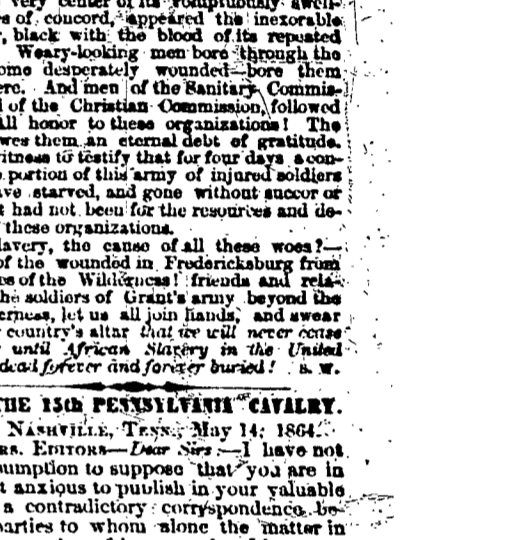 very center of its voluptuously swell-
s of concord, appeared the inexorable
, black with the blood of its repeated
Weary-looking men bore through the
ome desperately wounded—bore them
ere. And men of the Sanitary Commis-
l of the Christian Commission, followed
All honor to these organizations! The
wes them an eternal debt of gratitude.
itness to testify that for four days a con-
portion of this army of injured soldiers
ve starved, and gone without succor or
t had not been for the resources and de-
these organizations.
lavery, the cause of all these woes?—
of the wounded in Fredericksburg from
es of the Wilderness! friends and rela-
he soldiers of Grant's army beyond the
erness, let us all join hands, and swear
country's altar that we will never cease
until African Slavery in the United
dead forever and forever buried! S. W.
THE 15th PENNSYLVANIA CAVALRY.
NASHVILLE, TENN., May 14, 1864.
RS. EDITORS—Dear Sirs:—I have not
umption to suppose that you are in
t anxious to publish in your valuable
a contradictory corryspondence be-
parties to whom alone the matter in